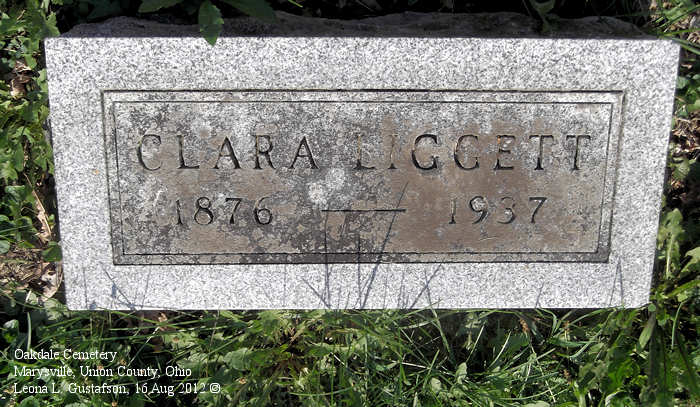 CLARA LIGGETT
1876 — 1937
Oakdale Cemetery
Marysville, Union County, Ohio
Leona L. Gustafson, 16 Aug 2012 ©